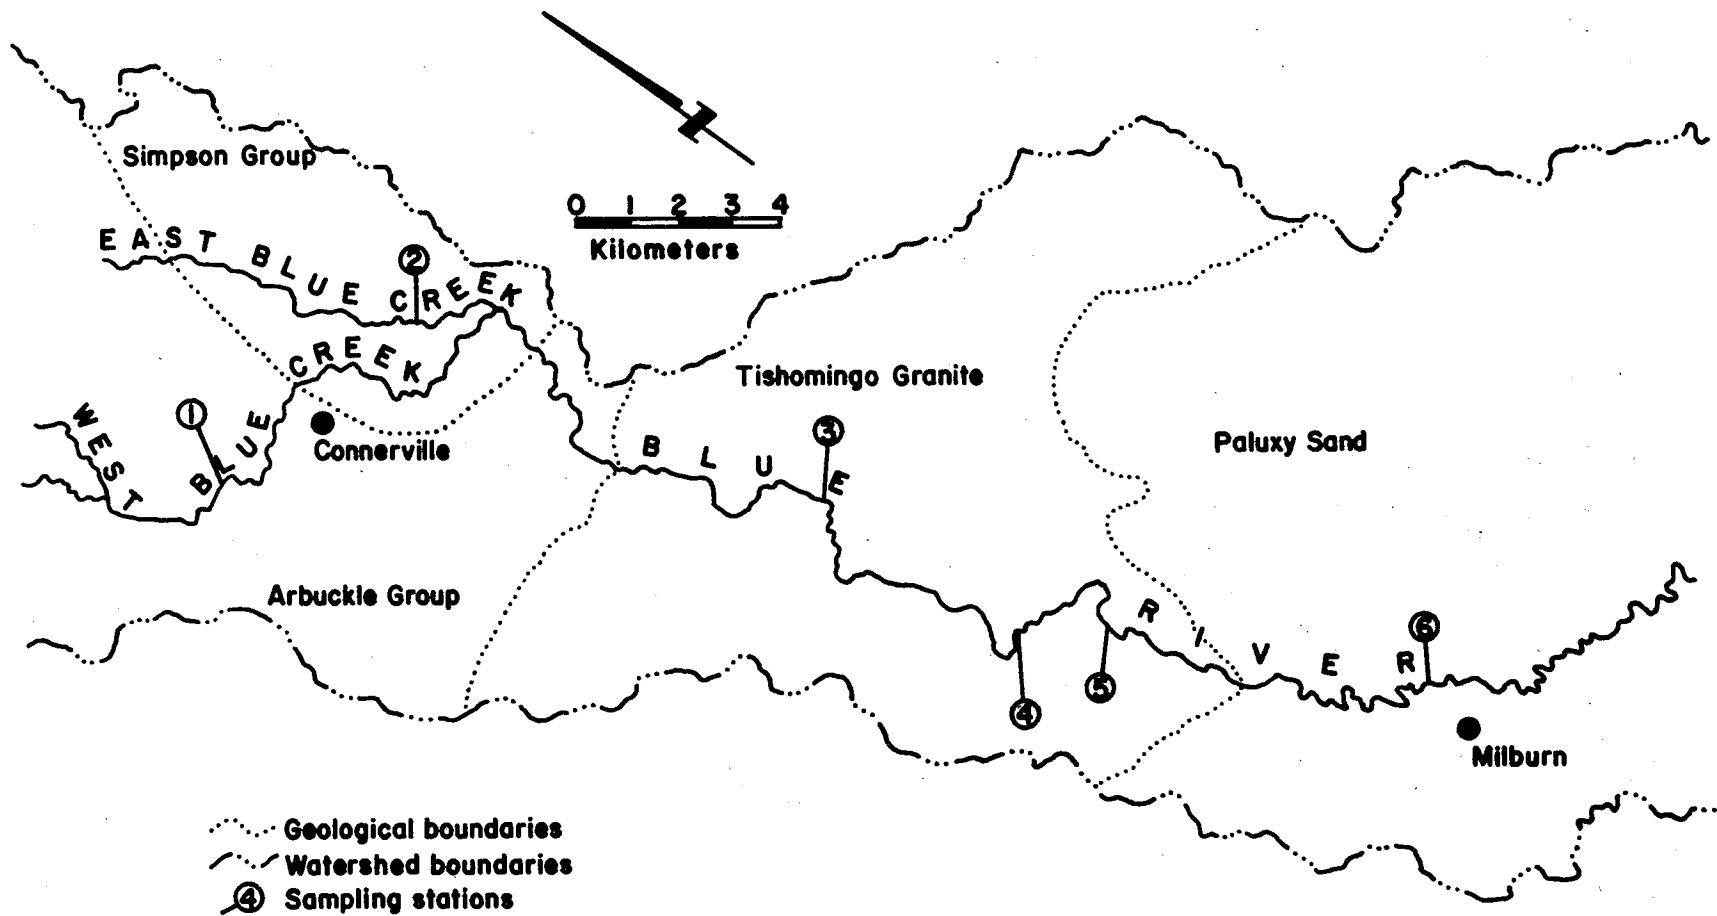 Simpson Group
N
0 1 2 3 4
Kilometers
EAST BLUE CREEK
2
WEST BLUE CREEK
1
Connerville
Tishomingo Granite
BLUE RIVER
3
Paluxy Sand
Arbuckle Group
4
5
6
Milburn
Geological boundaries
Watershed boundaries
4 Sampling stations